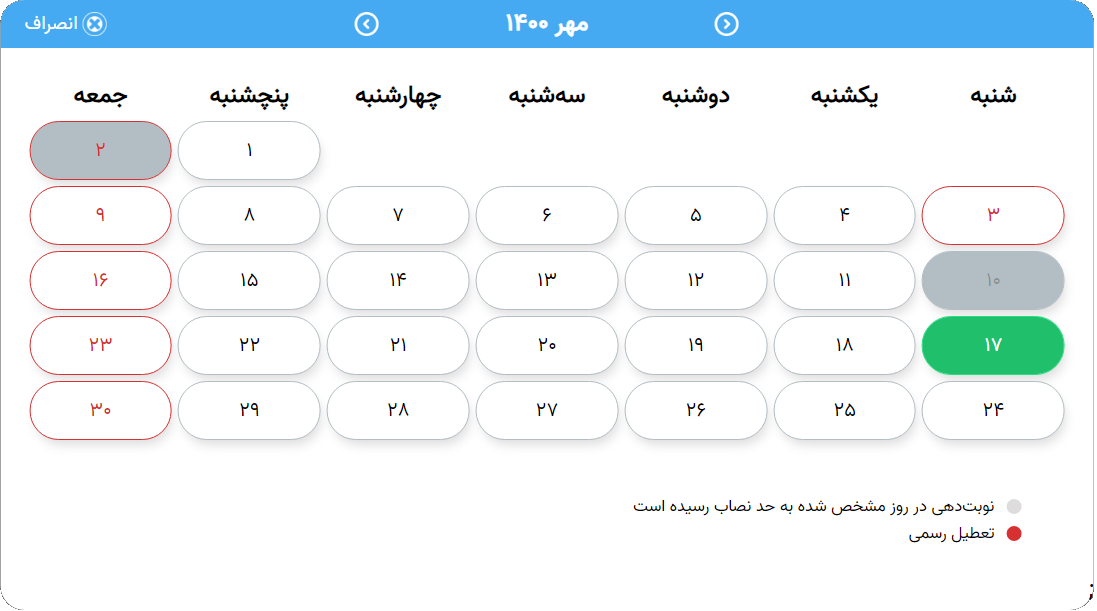 مهر ۱۴۰۰
انصراف
شنبه یکشنبه دوشنبه سه‌شنبه چهارشنبه پنچشنبه جمعه
۱ ۲
۳ ۴ ۵ ۶ ۷ ۸ ۹
۱۰ ۱۱ ۱۲ ۱۳ ۱۴ ۱۵ ۱۶
۱۷ ۱۸ ۱۹ ۲۰ ۲۱ ۲۲ ۲۳
۲۴ ۲۵ ۲۶ ۲۷ ۲۸ ۲۹ ۳۰
نوبت‌دهی در روز مشخص شده به حد نصاب رسیده است
تعطیل رسمی